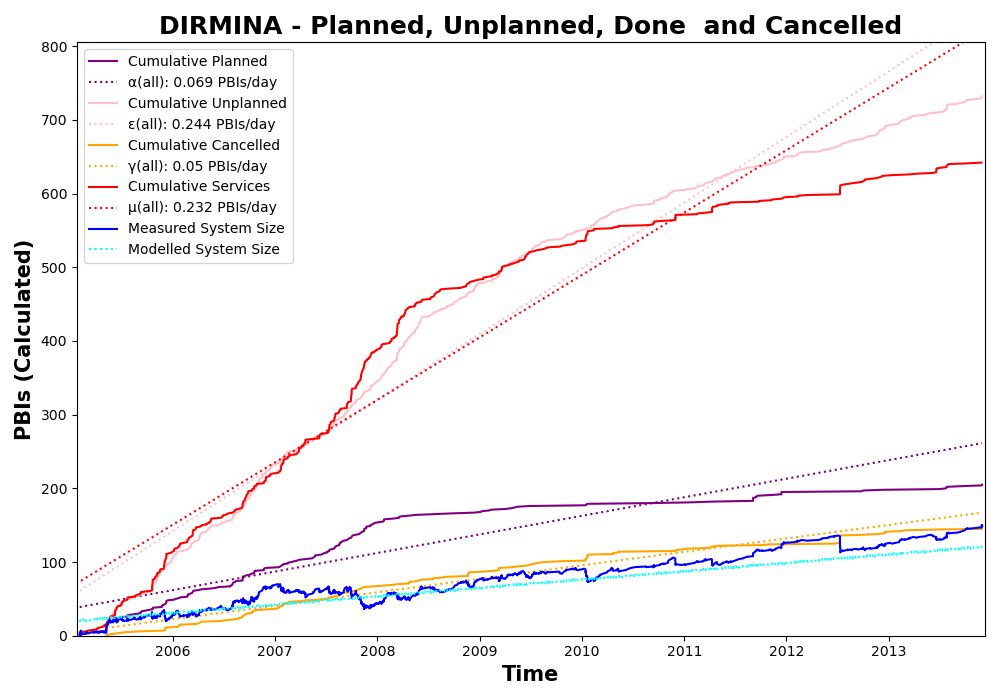 DIRMINA - Planned, Unplanned, Done  and Cancelled
PBIs (Calculated)
800
700
600
500
400
300
200
100
0
Cumulative Planned
α(all): 0.069 PBIs/day
Cumulative Unplanned
ε(all): 0.244 PBIs/day
Cumulative Cancelled
γ(all): 0.05 PBIs/day
Cumulative Services
μ(all): 0.232 PBIs/day
Measured System Size
Modelled System Size
2006 2007 2008 2009 2010 2011 2012 2013
Time